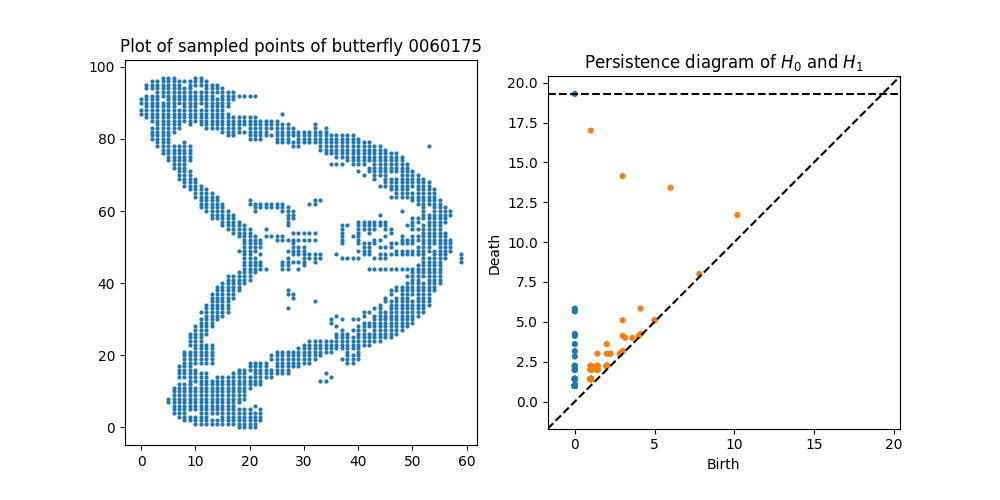 Plot of sampled points of butterfly 0060175
100
80
60
40
20
0
0 10 20 30 40 50 60
Persistence diagram of H₀ and H₁
20.0
17.5
15.0
12.5
10.0
7.5
5.0
2.5
0.0
Death
0 5 10 15 20
Birth